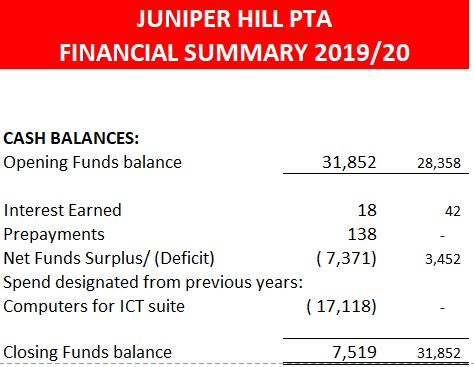 JUNIPER HILL PTA
FINANCIAL SUMMARY 2019/20
CASH BALANCES:
Opening Funds balance 31,852 28,358
Interest Earned 18 42
Prepayments 138 -
Net Funds Surplus/ (Deficit) ( 7,371) 3,452
Spend designated from previous years:
Computers for ICT suite ( 17,118) -
Closing Funds balance 7,519 31,852